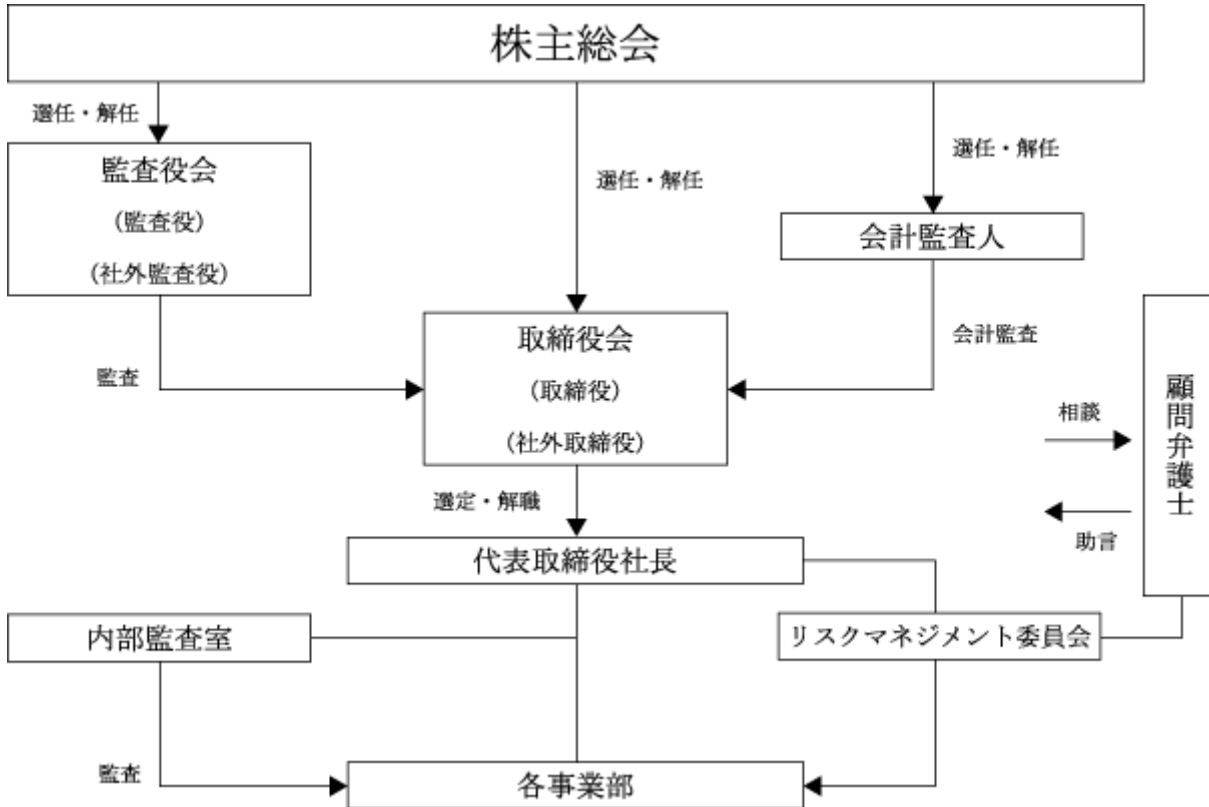 株主総会
選任・解任
監査役会
(監査役)
(社外監査役)
選任・解任
選任・解任
会計監査人
監査
取締役会
(取締役)
(社外取締役)
会計監査
相談
助言
顧問弁護士
選定・解職
代表取締役社長
内部監査室
リスクマネジメント委員会
監査
各事業部